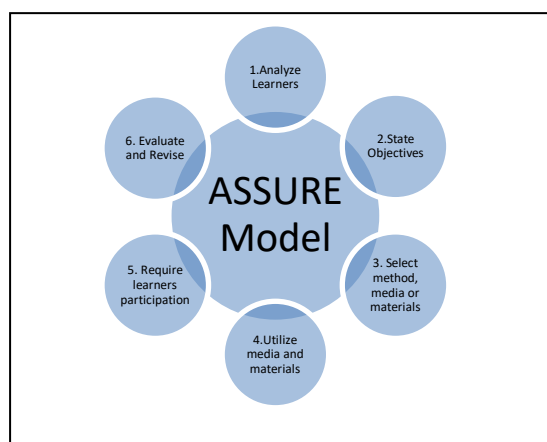 1.Analyze
Learners
2.State
Objectives
3. Select
method,
media or
materials
4.Utilize
media and
materials
5. Require
learners
participation
6. Evaluate
and Revise
ASSURE
Model